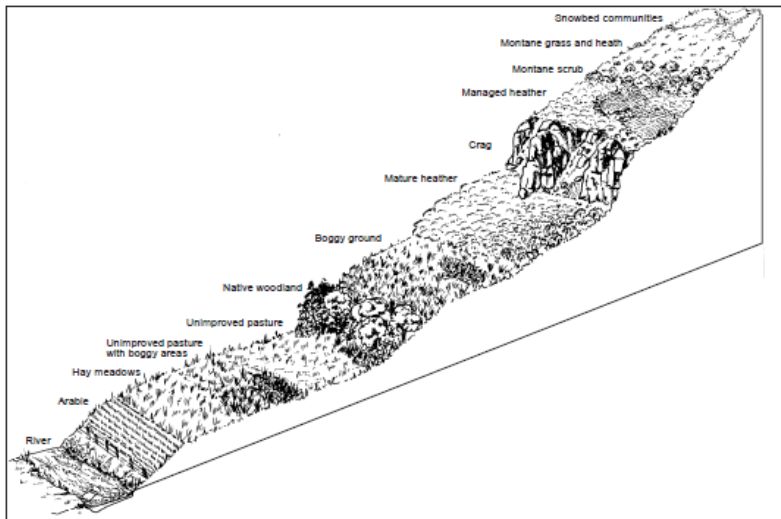 Snowbed communities
Montane grass and heath
Montane scrub
Managed heather
Crag
Mature heather
Boggy ground
Native woodland
Unimproved pasture
Unimproved pasture
with boggy areas
Hay meadows
Arable
River